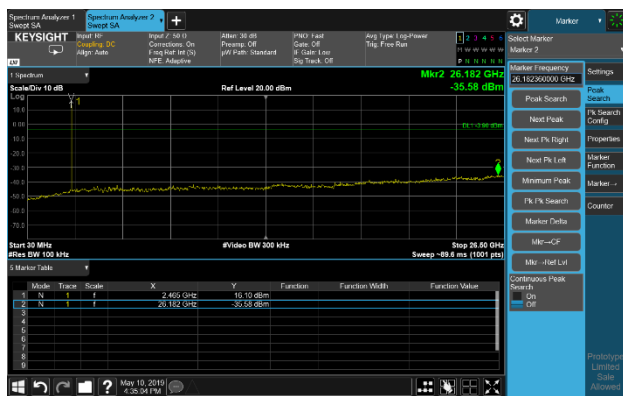 Spectrum Analyzer 1
Swept SA
Spectrum Analyzer 2
Swept SA
+
Marker
KEYSIGHT
Input: RF
Coupling: DC
Align: Auto
Input Z: 50 Ω
Corrections: On
Freq Ref: Int (S)
NFE: Adaptive
Atten: 30 dB
Preamp: Off
µW Path: Standard
PNO: Fast
Gate: Off
IF Gain: Low
Sig Track: Off
Avg Type: Log-Power
Trig: Free Run
1 2 3 4 5 6
M W W W W W
P N N N N N
Select Marker
Marker 2
1 Spectrum
Mkr2 26.182 GHz
-35.58 dBm
Scale/Div 10 dB
Ref Level 20.00 dBm
Log
10.0
0.00
-10.0
-20.0
-30.0
-40.0
-50.0
-60.0
-70.0
1
2
Start 30 MHz
#Video BW 300 kHz
Stop 26.50 GHz
#Res BW 100 kHz
Sweep ~89.6 ms (1001 pts)
5 Marker Table
Mode Trace Scale X Y Function Function Width Function Value
1 N 1 f 2.465 GHz 16.10 dBm
2 N 1 f 26.182 GHz -35.58 dBm
3
4
5
6
7
8
9
Marker Frequency
26.182360000 GHz
Peak Search
Next Peak
Next Pk Right
Next Pk Left
Minimum Peak
Pk-Pk Search
Marker Delta
Mkr→CF
Mkr→Ref Lvl
Continuous Peak
Search
On
Off
Settings
Peak
Search
Pk Search
Config
Properties
Marker
Function
Marker→
Counter
Prototype
Limited
Sale
Allowed
?
May 10, 2019
4:35:04 PM